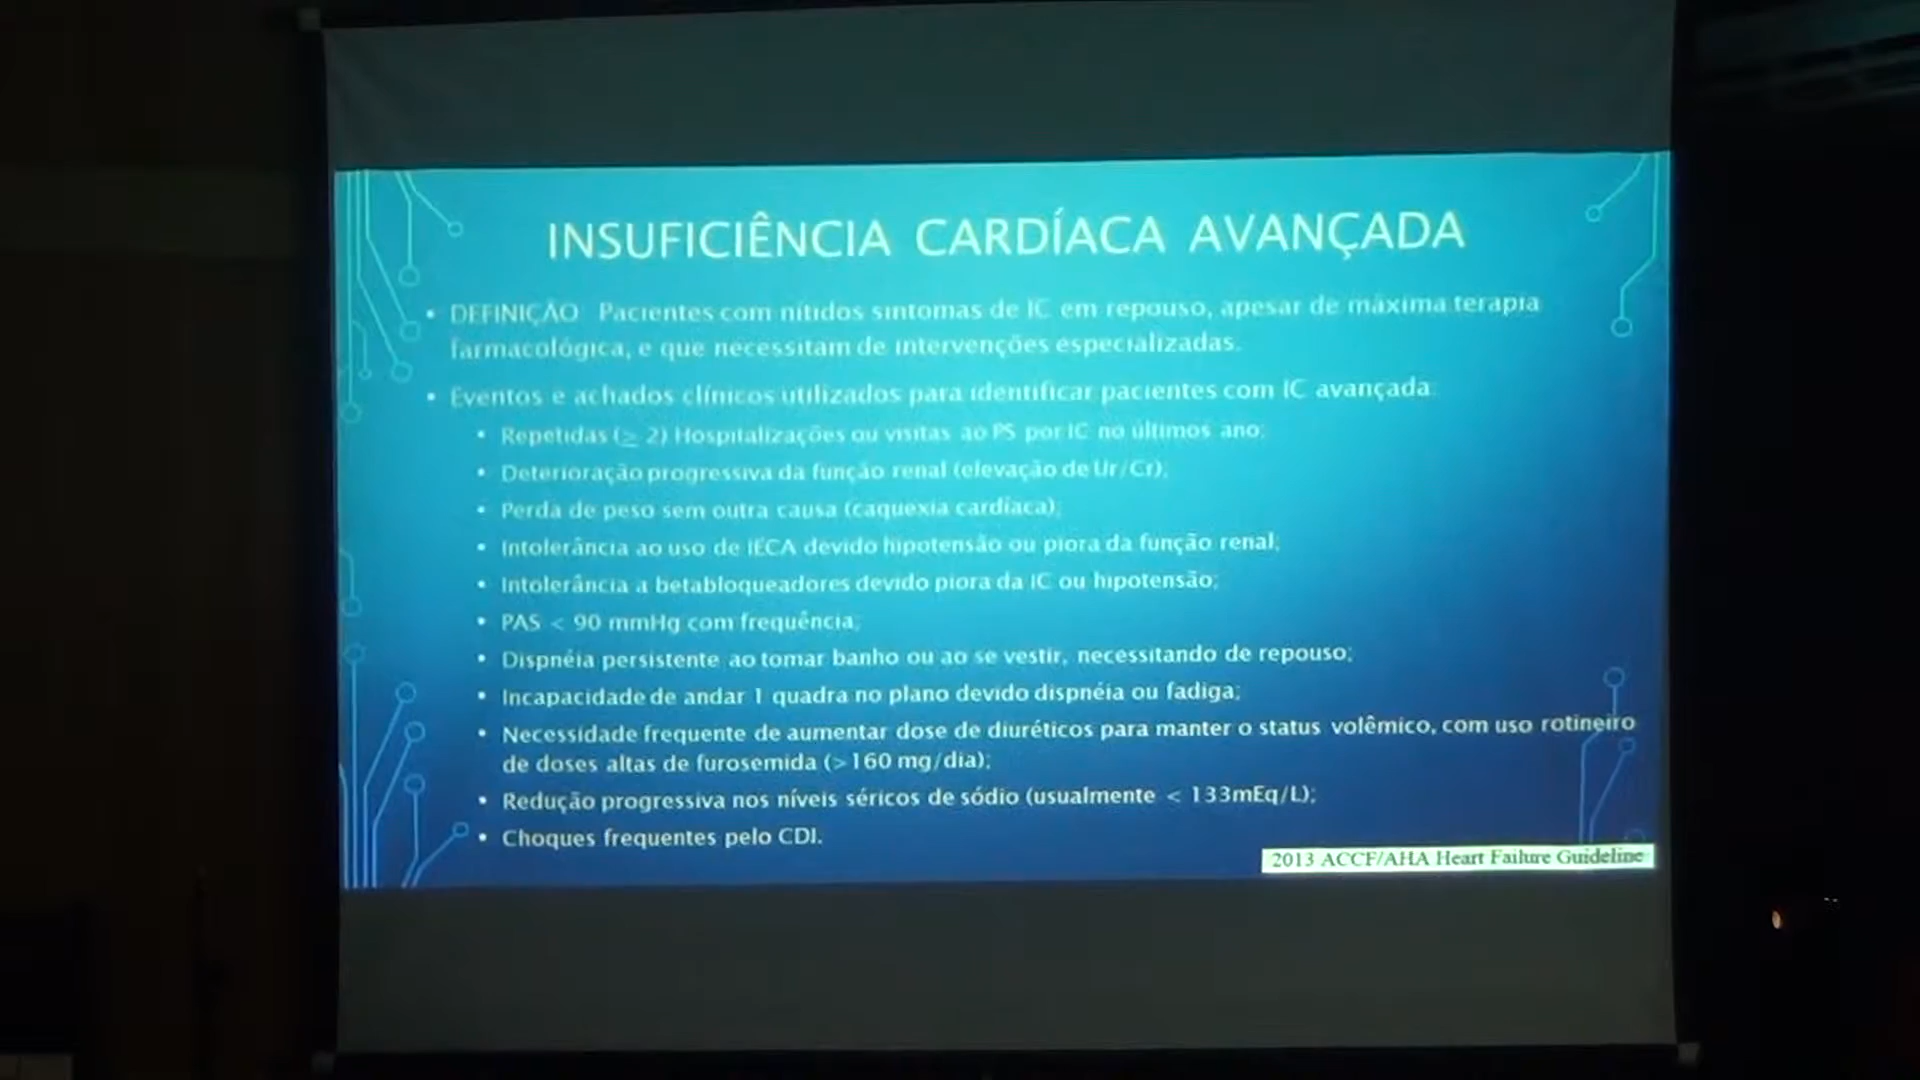 INSUFICIÊNCIA CARDÍACA AVANÇADA
• DEFINIÇÃO Pacientes com nítidos sintomas de IC em repouso, apesar de máxima terapia
farmacológica, e que necessitam de intervenções especializadas.
• Eventos e achados clínicos utilizados para identificar pacientes com IC avançada:
• Repetidas (≥ 2) Hospitalizações ou visitas ao PS por IC no últimos ano;
• Deterioração progressiva da função renal (elevação de Ur/Cr);
• Perda de peso sem outra causa (caquexia cardíaca);
• Intolerância ao uso de IECA devido hipotensão ou piora da função renal;
• Intolerância a betabloqueadores devido piora da IC ou hipotensão;
• PAS < 90 mmHg com frequência;
• Dispnéia persistente ao tomar banho ou ao se vestir, necessitando de repouso;
• Incapacidade de andar 1 quadra no plano devido dispnéia ou fadiga;
• Necessidade frequente de aumentar dose de diuréticos para manter o status volêmico, com uso rotineiro
de doses altas de furosemida (>160 mg/dia);
• Redução progressiva nos níveis séricos de sódio (usualmente < 133mEq/L);
• Choques frequentes pelo CDI.
2013 ACCF/AHA Heart Failure Guideline